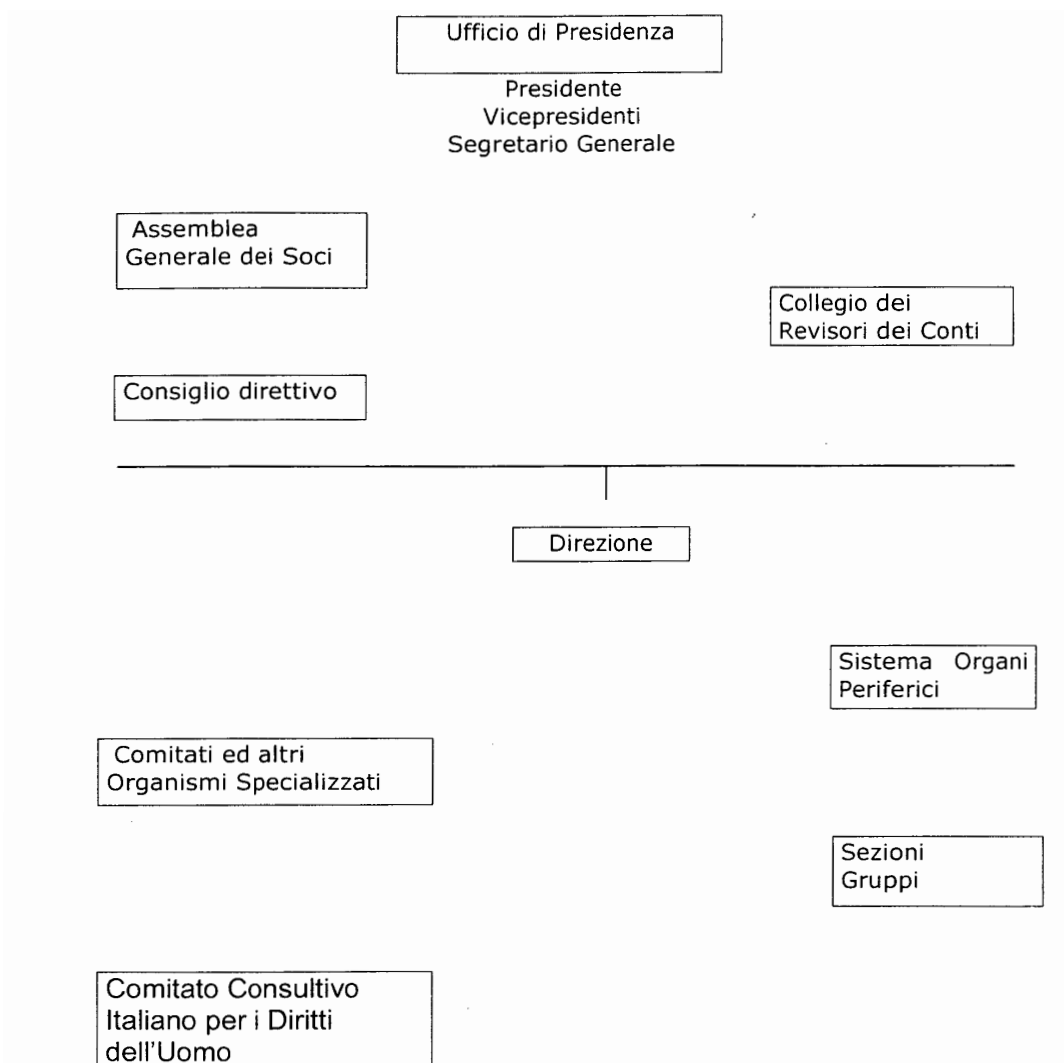 Ufficio di Presidenza
Presidente
Vicepresidenti
Segretario Generale
Assemblea
Generale dei Soci
Collegio dei
Revisori dei Conti
Consiglio direttivo
Direzione
Sistema Organi
Periferici
Comitati ed altri
Organismi Specializzati
Sezioni
Gruppi
Comitato Consultivo
Italiano per i Diritti
dell'Uomo